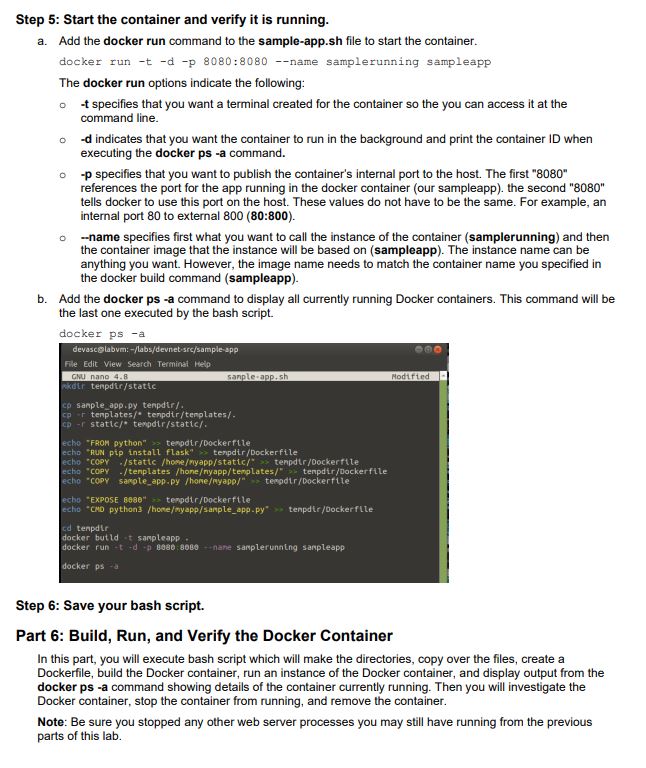 Step 5: Start the container and verify it is running.
a. Add the docker run command to the sample-app.sh file to start the container.
docker run -t -d -p 8080:8080 --name samplerunning sampleapp
The docker run options indicate the following:
o -t specifies that you want a terminal created for the container so the you can access it at the
command line.
o -d indicates that you want the container to run in the background and print the container ID when
executing the docker ps -a command.
o -p specifies that you want to publish the container's internal port to the host. The first "8080"
references the port for the app running in the docker container (our sampleapp). the second "8080"
tells docker to use this port on the host. These values do not have to be the same. For example, an
internal port 80 to external 800 (80:800).
o --name specifies first what you want to call the instance of the container (samplerunning) and then
the container image that the instance will be based on (sampleapp). The instance name can be
anything you want. However, the image name needs to match the container name you specified in
the docker build command (sampleapp).
b. Add the docker ps -a command to display all currently running Docker containers. This command will be
the last one executed by the bash script.
docker ps -a
devasc@labvm: ~/labs/devnet-src/sample-app
File Edit View Search Terminal Help
GNU nano 4.8 sample-app.sh Modified
mkdir tempdir/static
cp sample_app.py tempdir/.
cp -r templates/* tempdir/templates/.
cp -r static/* tempdir/static/.
echo "FROM python" >> tempdir/Dockerfile
echo "RUN pip install flask" >> tempdir/Dockerfile
echo "COPY ./static /home/myapp/static/" >> tempdir/Dockerfile
echo "COPY ./templates /home/myapp/templates/" >> tempdir/Dockerfile
echo "COPY sample_app.py /home/myapp/" >> tempdir/Dockerfile
echo "EXPOSE 8080" >> tempdir/Dockerfile
echo "CMD python3 /home/myapp/sample_app.py" >> tempdir/Dockerfile
cd tempdir
docker build -t sampleapp .
docker run -t -d -p 8080:8080 --name samplerunning sampleapp
docker ps -a
Step 6: Save your bash script.
Part 6: Build, Run, and Verify the Docker Container
In this part, you will execute bash script which will make the directories, copy over the files, create a
Dockerfile, build the Docker container, run an instance of the Docker container, and display output from the
docker ps -a command showing details of the container currently running. Then you will investigate the
Docker container, stop the container from running, and remove the container.
Note: Be sure you stopped any other web server processes you may still have running from the previous
parts of this lab.